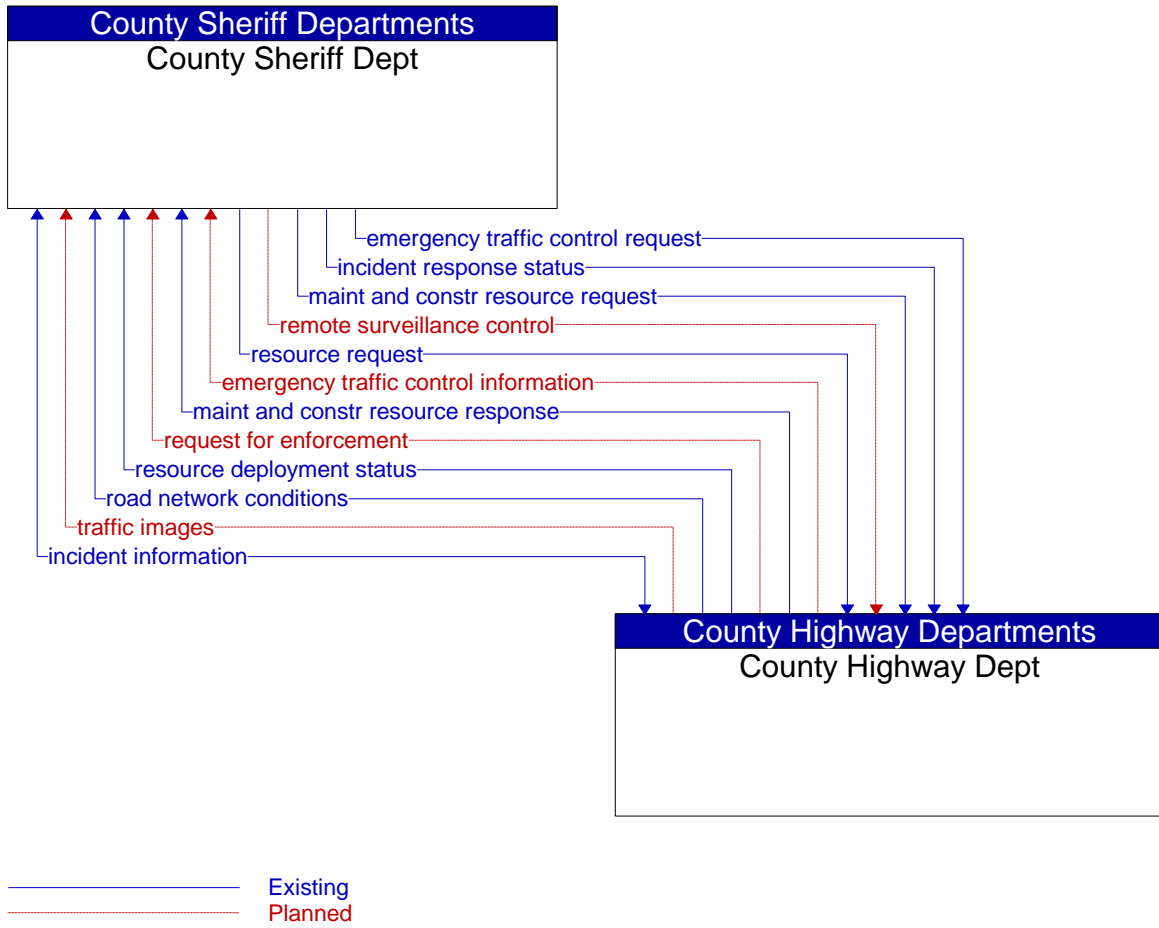 County Sheriff Departments
County Sheriff Dept
emergency traffic control request
incident response status
maint and constr resource request
remote surveillance control
resource request
emergency traffic control information
maint and constr resource response
request for enforcement
resource deployment status
road network conditions
traffic images
incident information
County Highway Departments
County Highway Dept
Existing
Planned